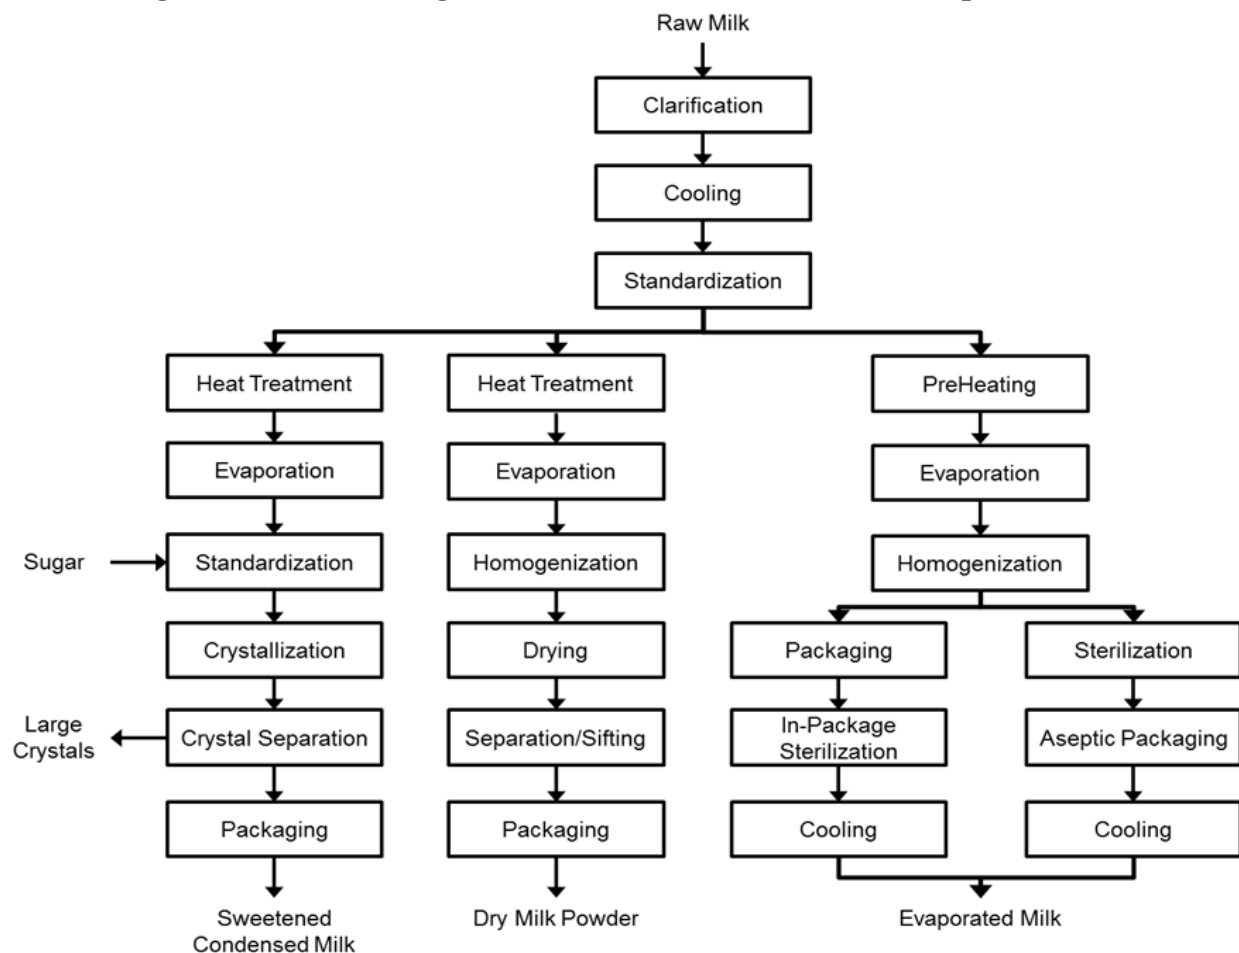 Raw Milk
Clarification
Cooling
Standardization
Heat Treatment
Heat Treatment
PreHeating
Evaporation
Evaporation
Evaporation
Sugar
Standardization
Homogenization
Homogenization
Crystallization
Drying
Packaging
Sterilization
Large
Crystals
Crystal Separation
Separation/Sifting
In-Package
Sterilization
Aseptic Packaging
Packaging
Packaging
Cooling
Cooling
Sweetened
Condensed Milk
Dry Milk Powder
Evaporated Milk